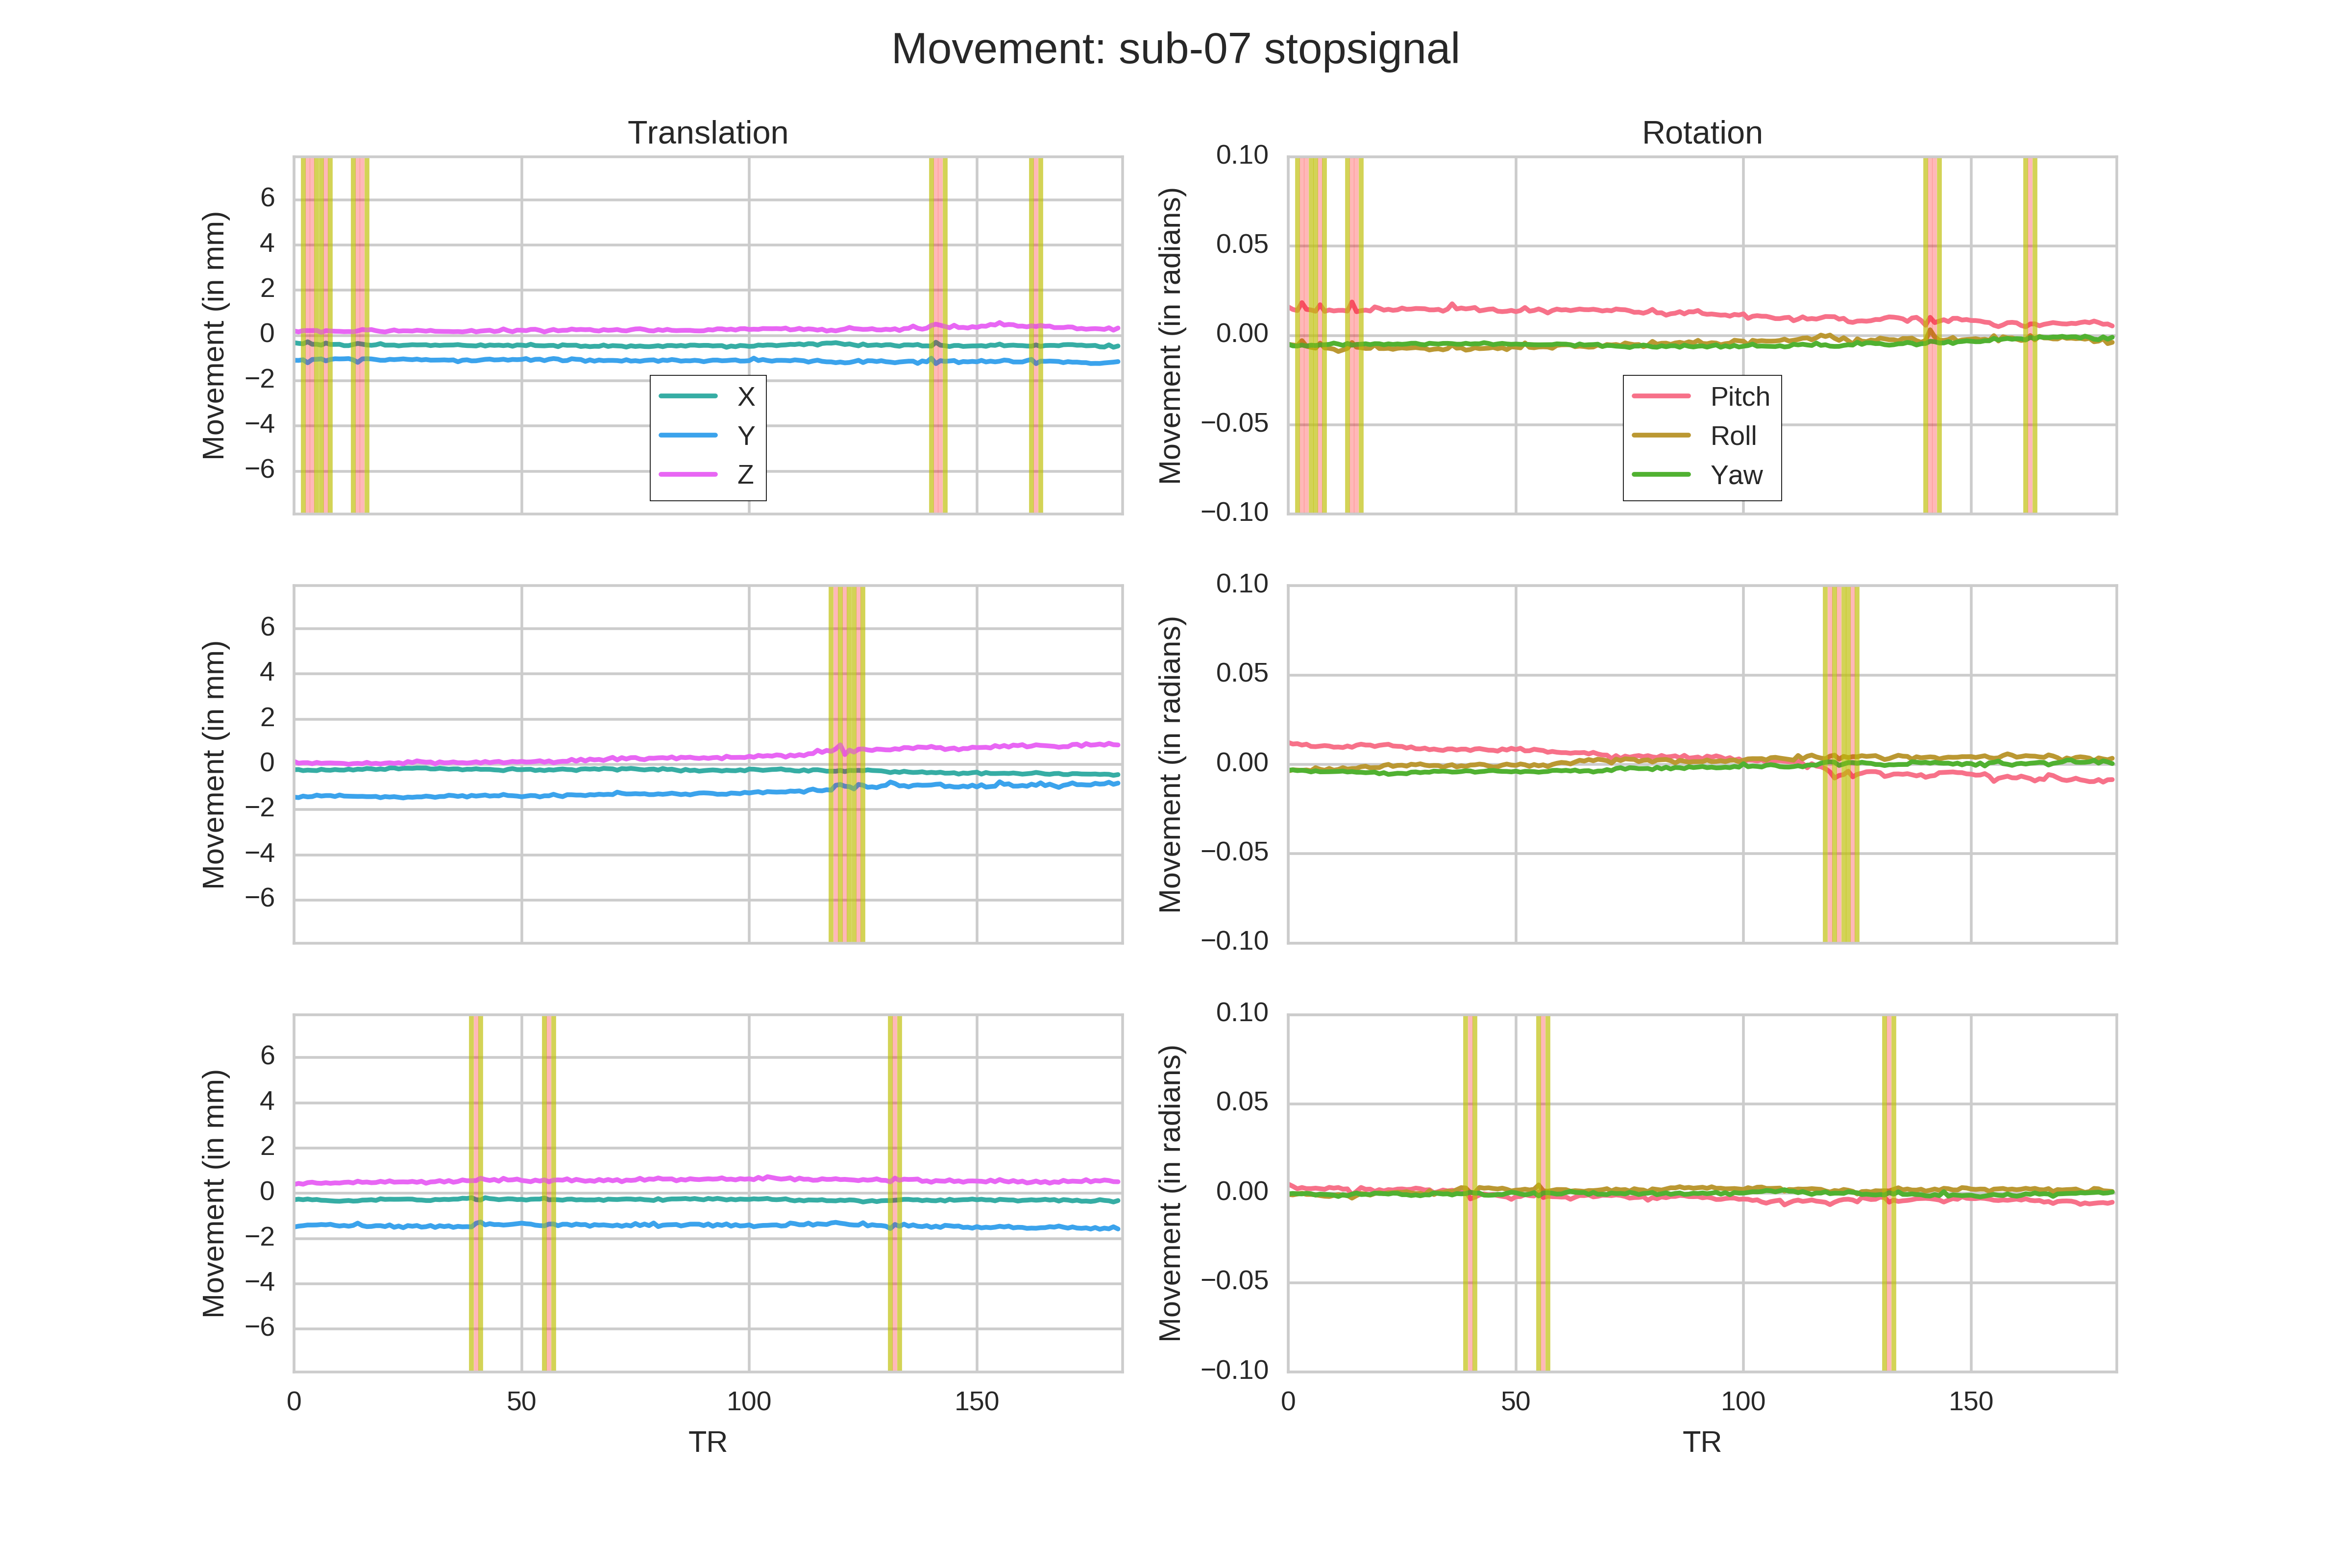 Movement: sub-07 stopsignal
Translation
Movement (in mm)
6
4
2
0
−2
−4
−6
X
Y
Z
Rotation
Movement (in radians)
0.10
0.05
0.00
−0.05
−0.10
Pitch
Roll
Yaw
Movement (in mm)
6
4
2
0
−2
−4
−6
Movement (in radians)
0.10
0.05
0.00
−0.05
−0.10
Movement (in mm)
6
4
2
0
−2
−4
−6
0 50 100 150
TR
Movement (in radians)
0.10
0.05
0.00
−0.05
−0.10
0 50 100 150
TR